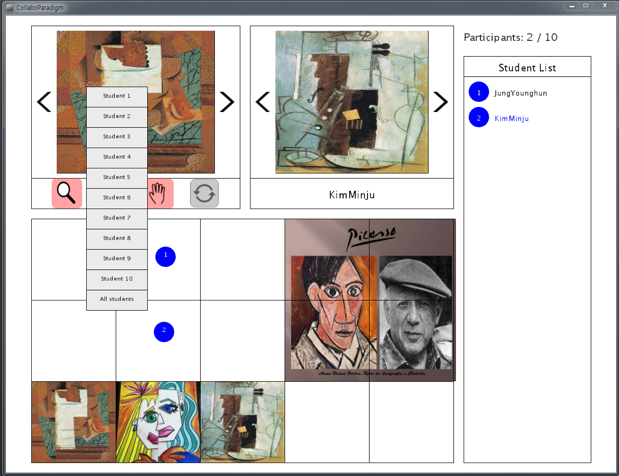 CollaboParadigm
Participants: 2 / 10
Student List
1 JungYounghun
2 KimMinju
Student 1
Student 2
Student 3
Student 4
Student 5
Student 6
Student 7
Student 8
Student 9
Student 10
All students
KimMinju
1
2
Picasso